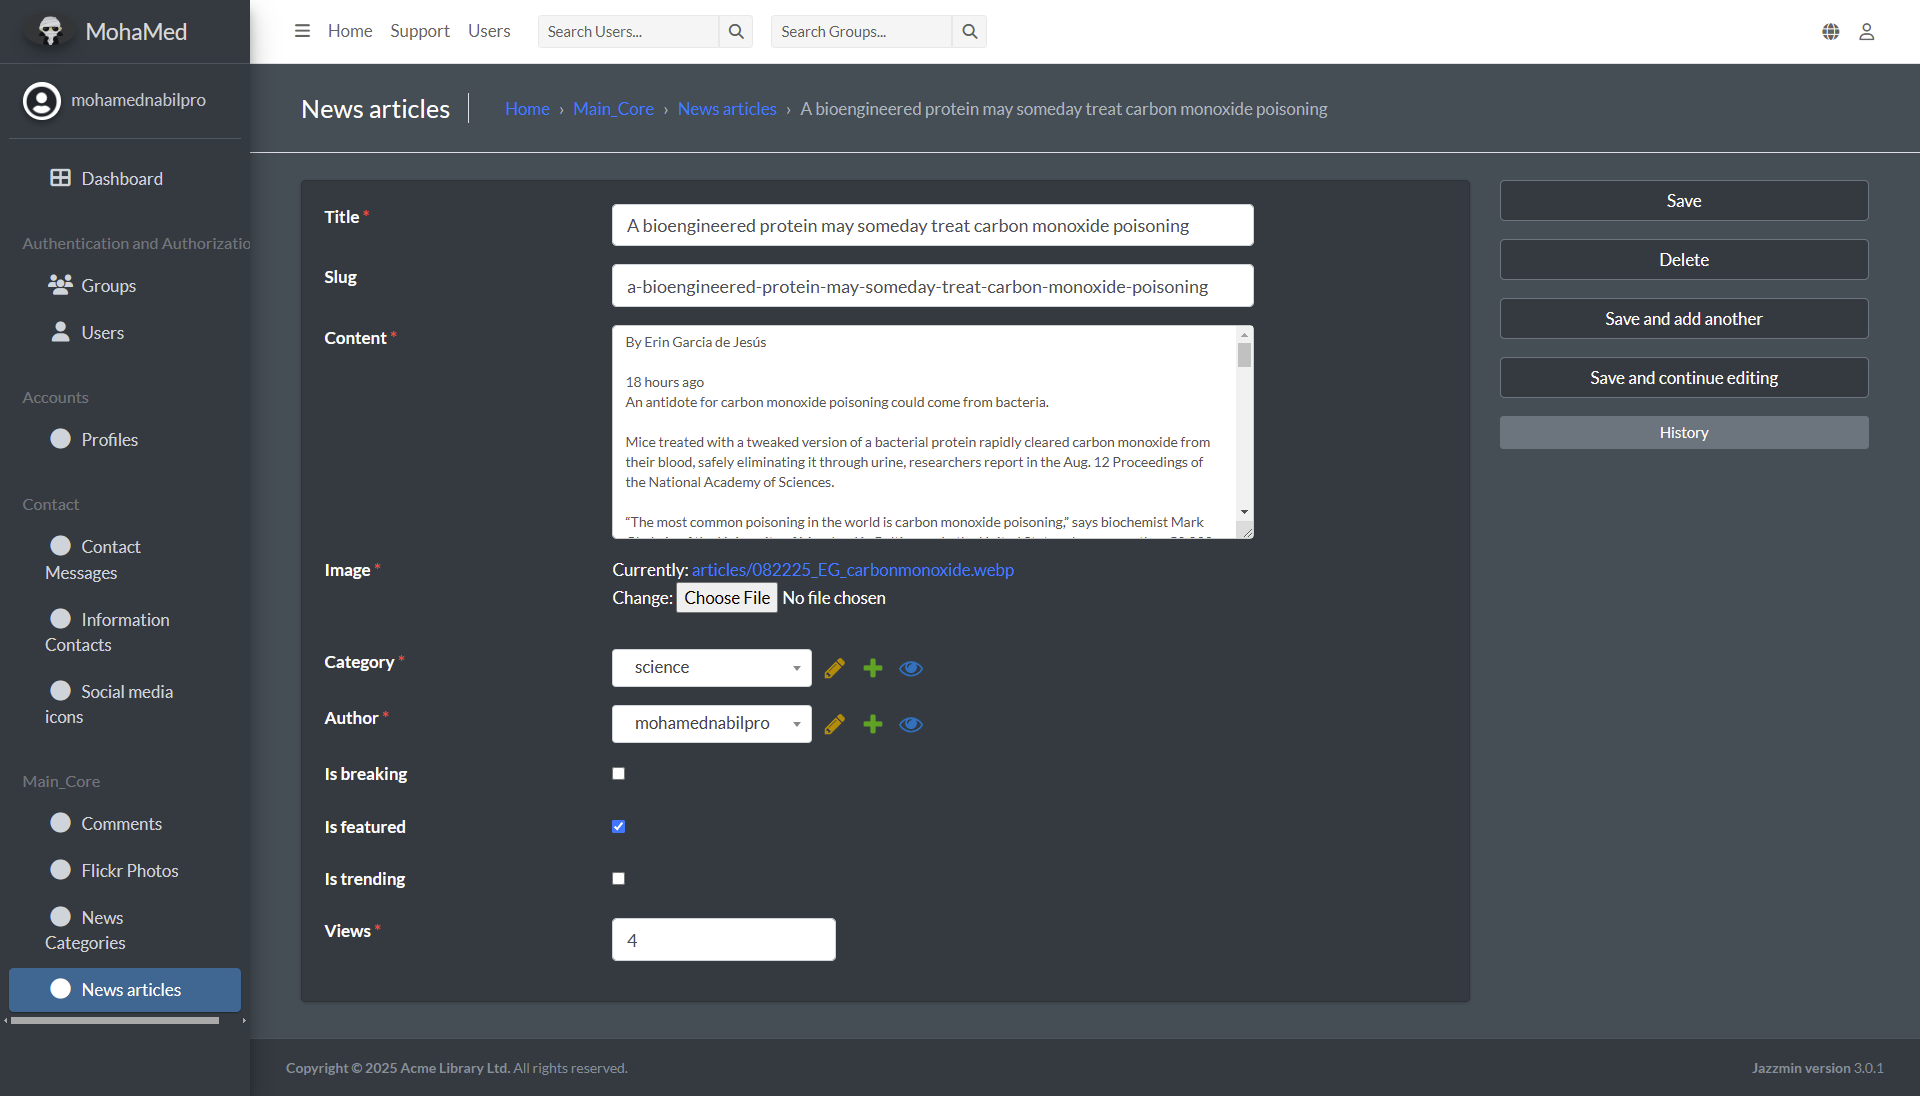 MohaMed
Home Support Users Search Users... Search Groups...
mohamednabilpro
Dashboard
Authentication and Authorizatio
Groups
Users
Accounts
Profiles
Contact
Contact
Messages
Information
Contacts
Social media
icons
Main_Core
Comments
Flickr Photos
News
Categories
News articles
News articles
Home › Main_Core › News articles › A bioengineered protein may someday treat carbon monoxide poisoning
Title *
A bioengineered protein may someday treat carbon monoxide poisoning
Slug
a-bioengineered-protein-may-someday-treat-carbon-monoxide-poisoning
Content *
By Erin Garcia de Jesús
18 hours ago
An antidote for carbon monoxide poisoning could come from bacteria.
Mice treated with a tweaked version of a bacterial protein rapidly cleared carbon monoxide from
their blood, safely eliminating it through urine, researchers report in the Aug. 12 Proceedings of
the National Academy of Sciences.
“The most common poisoning in the world is carbon monoxide poisoning,” says biochemist Mark
Image *
Currently: articles/082225_EG_carbonmonoxide.webp
Change: Choose File No file chosen
Category *
science
Author *
mohamednabilpro
Is breaking
Is featured
Is trending
Views *
4
Save
Delete
Save and add another
Save and continue editing
History
Copyright © 2025 Acme Library Ltd. All rights reserved.
Jazzmin version 3.0.1